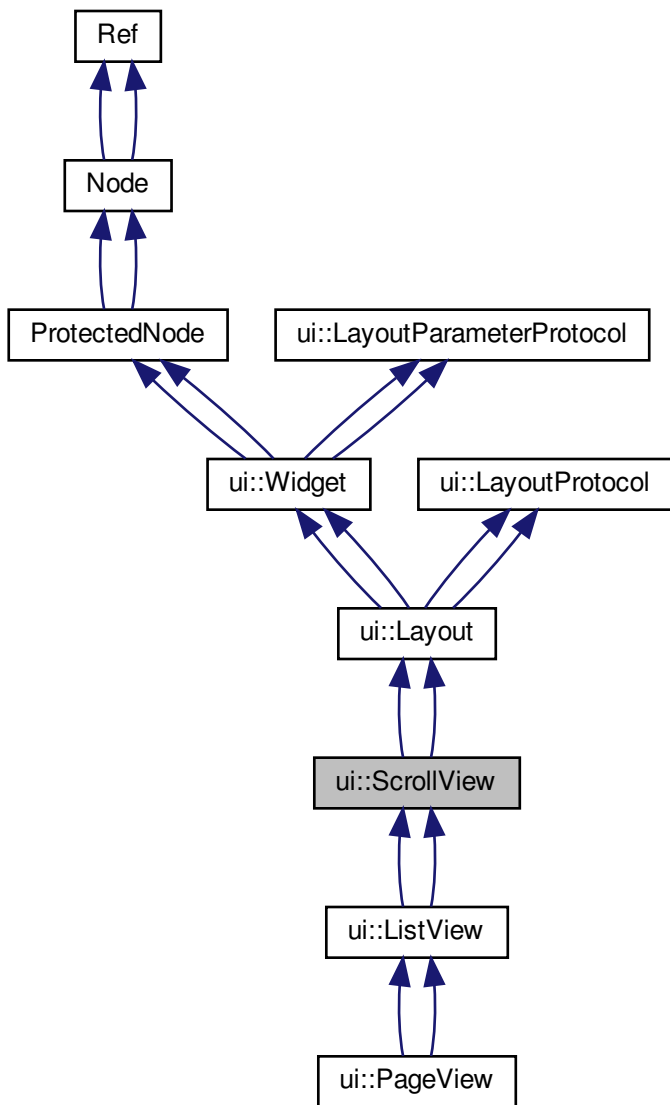 Ref
Node
ProtectedNode
ui::LayoutParameterProtocol
ui::Widget
ui::LayoutProtocol
ui::Layout
ui::ScrollView
ui::ListView
ui::PageView